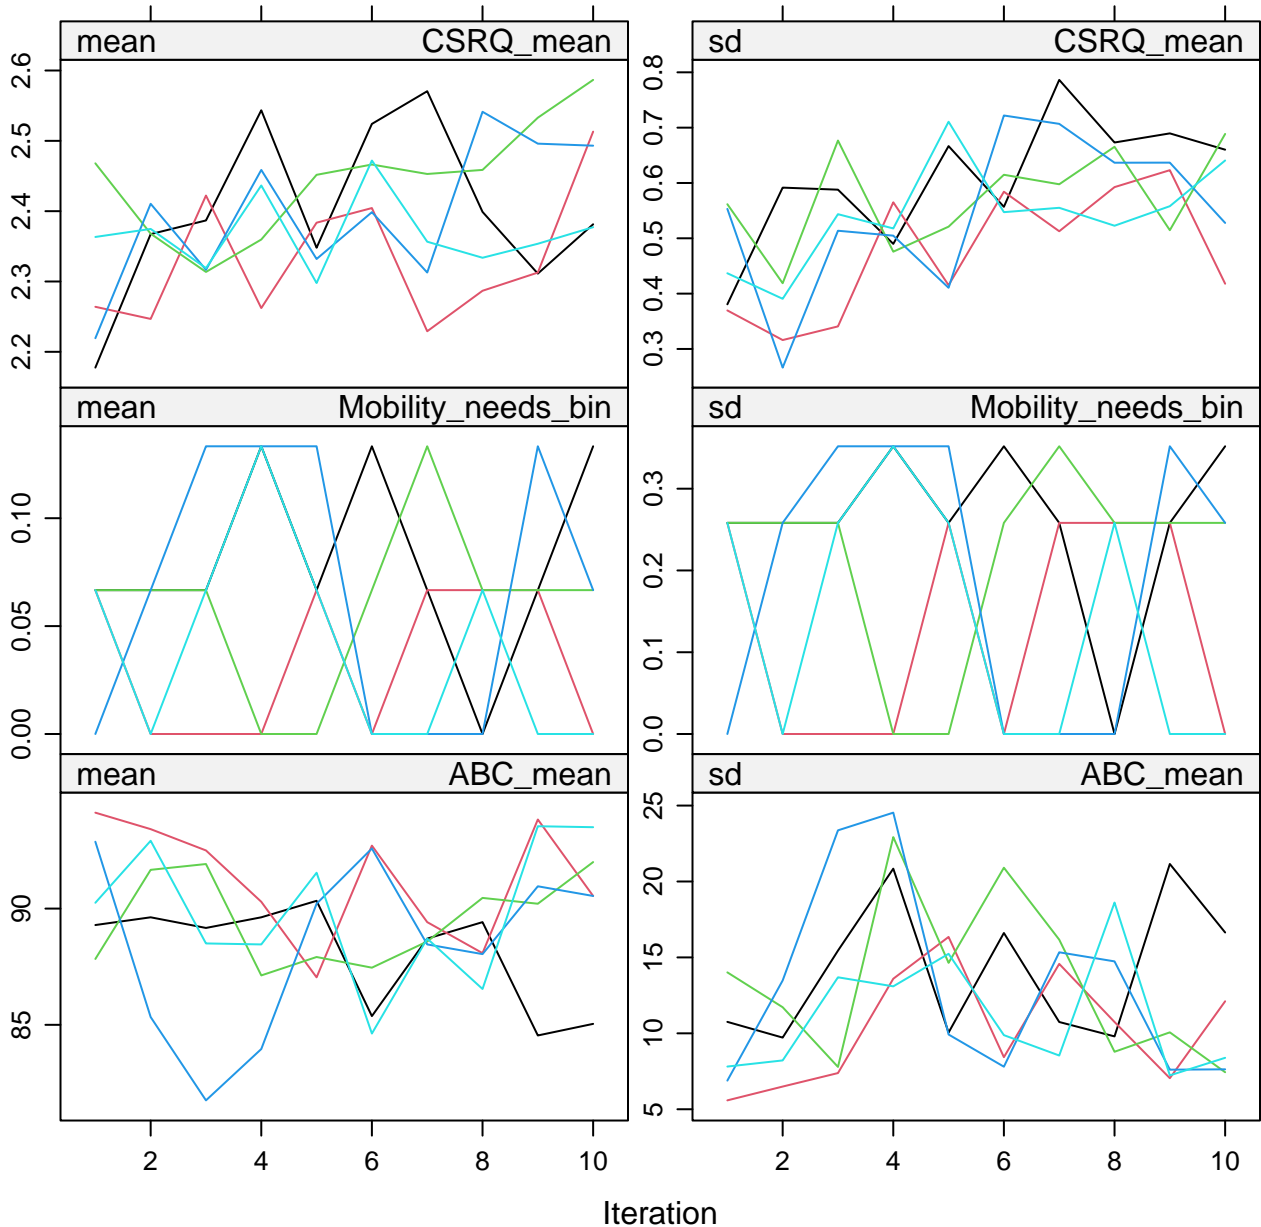 mean CSRQ_mean sd CSRQ_mean
2.2 2.3 2.4 2.5 2.6
0.3 0.4 0.5 0.6 0.7 0.8
mean Mobility_needs_bin sd Mobility_needs_bin
0.00 0.05 0.10
0.0 0.1 0.2 0.3
mean ABC_mean sd ABC_mean
85 90
5 10 15 20 25
2 4 6 8 10 2 4 6 8 10
Iteration